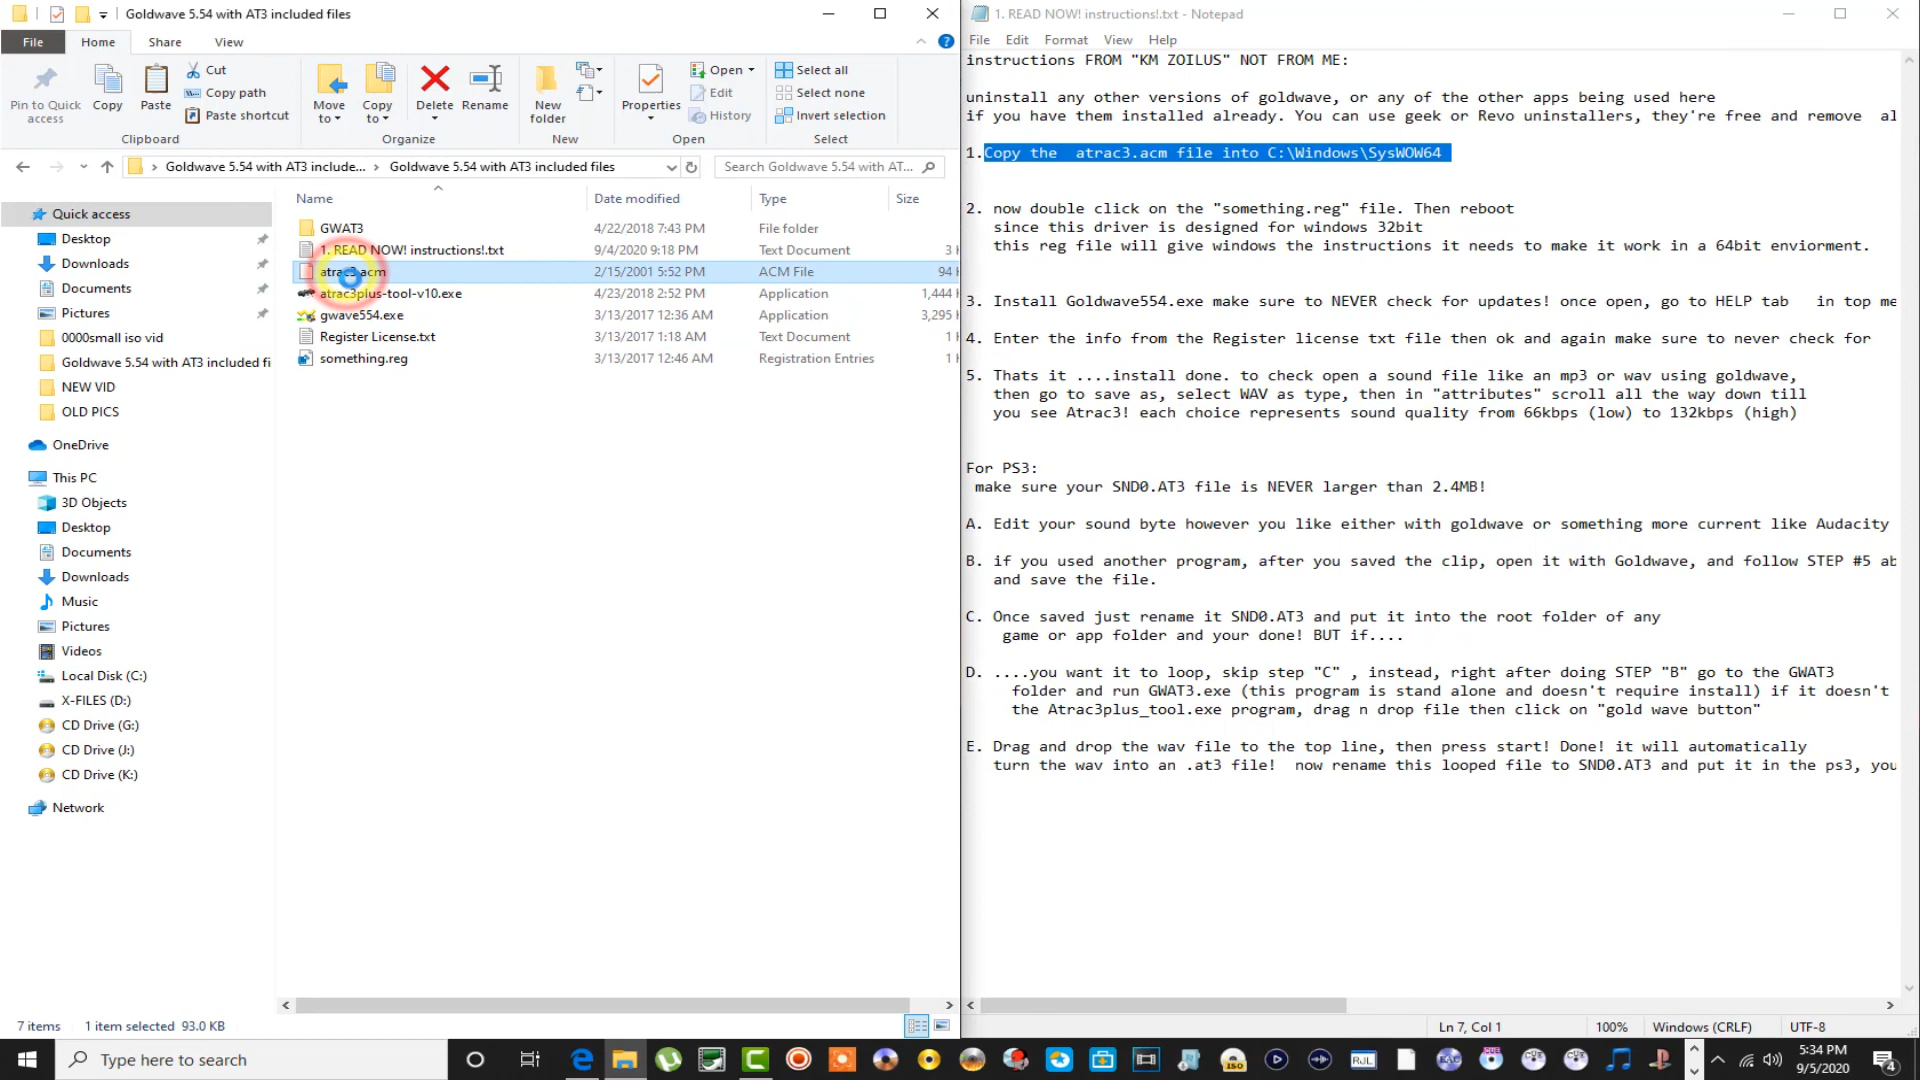 Goldwave 5.54 with AT3 included files
File
Home
Share
View
Pin to Quick access
Copy
Paste
Cut
Copy path
Paste shortcut
Clipboard
Move to
Copy to
Delete
Rename
Organize
New folder
New
Properties
Open
Edit
History
Open
Select all
Select none
Invert selection
Select
Goldwave 5.54 with AT3 include...
Goldwave 5.54 with AT3 included files
Search Goldwave 5.54 with AT...
Name
Date modified
Type
Size
GWAT3 4/22/2018 7:43 PM File folder
1. READ NOW! instructions!.txt 9/4/2020 9:18 PM Text Document 3
atrac3.acm 2/15/2001 5:52 PM ACM File 94
atrac3plus-tool-v10.exe 4/23/2018 2:52 PM Application 1,444
gwave554.exe 3/13/2017 12:36 AM Application 3,295
Register License.txt 3/13/2017 1:18 AM Text Document 1
something.reg 3/13/2017 12:46 AM Registration Entries 1
Quick access
Desktop
Downloads
Documents
Pictures
0000small iso vid
Goldwave 5.54 with AT3 included fi
NEW VID
OLD PICS
OneDrive
This PC
3D Objects
Desktop
Documents
Downloads
Music
Pictures
Videos
Local Disk (C:)
X-FILES (D:)
CD Drive (G:)
CD Drive (J:)
CD Drive (K:)
Network
7 items 1 item selected 93.0 KB
1. READ NOW! instructions!.txt - Notepad
File Edit Format View Help
instructions FROM "KM ZOILUS" NOT FROM ME:
uninstall any other versions of goldwave, or any of the other apps being used here
if you have them installed already. You can use geek or Revo uninstallers, they're free and remove al
1.Copy the atrac3.acm file into C:\Windows\SysWOW64
2. now double click on the "something.reg" file. Then reboot
since this driver is designed for windows 32bit
this reg file will give windows the instructions it needs to make it work in a 64bit enviorment.
3. Install Goldwave554.exe make sure to NEVER check for updates! once open, go to HELP tab in top me
4. Enter the info from the Register license txt file then ok and again make sure to never check for
5. Thats it ....install done. to check open a sound file like an mp3 or wav using goldwave,
then go to save as, select WAV as type, then in "attributes" scroll all the way down till
you see Atrac3! each choice represents sound quality from 66kbps (low) to 132kbps (high)
For PS3:
make sure your SND0.AT3 file is NEVER larger than 2.4MB!
A. Edit your sound byte however you like either with goldwave or something more current like Audacity
B. if you used another program, after you saved the clip, open it with Goldwave, and follow STEP #5 ab
and save the file.
C. Once saved just rename it SND0.AT3 and put it into the root folder of any
game or app folder and your done! BUT if....
D. ....you want it to loop, skip step "C" , instead, right after doing STEP "B" go to the GWAT3
folder and run GWAT3.exe (this program is stand alone and doesn't require install) if it doesn't
the Atrac3plus_tool.exe program, drag n drop file then click on "gold wave button"
E. Drag and drop the wav file to the top line, then press start! Done! it will automatically
turn the wav into an .at3 file! now rename this looped file to SND0.AT3 and put it in the ps3, you
Ln 7, Col 1
100%
Windows (CRLF)
UTF-8
Type here to search
ISO
RJL
5:34 PM
9/5/2020
4